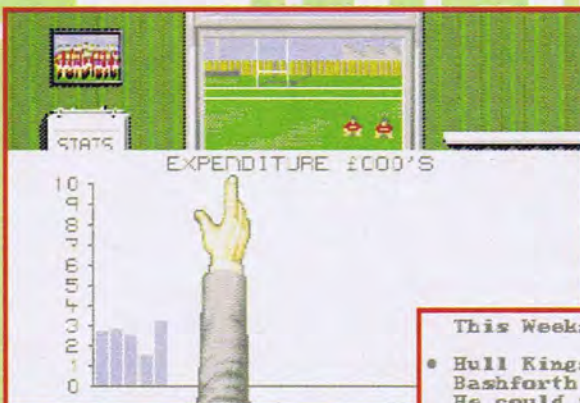 STATS
EXPENDITURE £000'S
10
9
8
7
6
5
4
3
2
1
0
This Weeks
• Hull Kings
Bashforth
He could